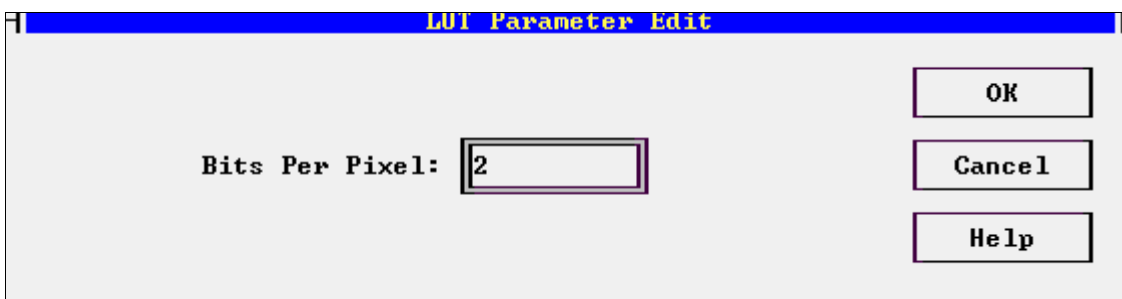 LUT Parameter Edit
OK
Bits Per Pixel: 2
Cancel
Help